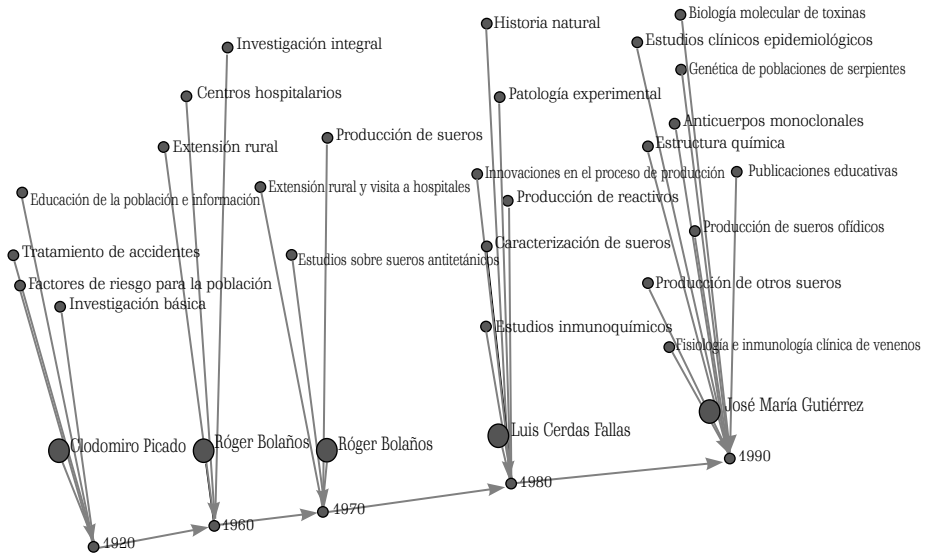 Historia natural
Biología molecular de toxinas
Investigación integral
Estudios clínicos epidemiológicos
Genética de poblaciones de serpientes
Centros hospitalarios
Patología experimental
Anticuerpos monoclonales
Producción de sueros
Extensión rural
Estructura química
Innovaciones en el proceso de producción
Publicaciones educativas
Extensión rural y visita a hospitales
Educación de la población e información
Producción de reactivos
Producción de sueros ofídicos
Caracterización de sueros
Tratamiento de accidentes
Estudios sobre sueros antitetánicos
Factores de riesgo para la población
Producción de otros sueros
Investigación básica
Estudios inmunoquímicos
Fisiología e inmunología clínica de venenos
José María Gutiérrez
Luis Cerdas Fallas
Clodomiro Picado
Róger Bolaños
Róger Bolaños
1990
1980
1970
1960
1920